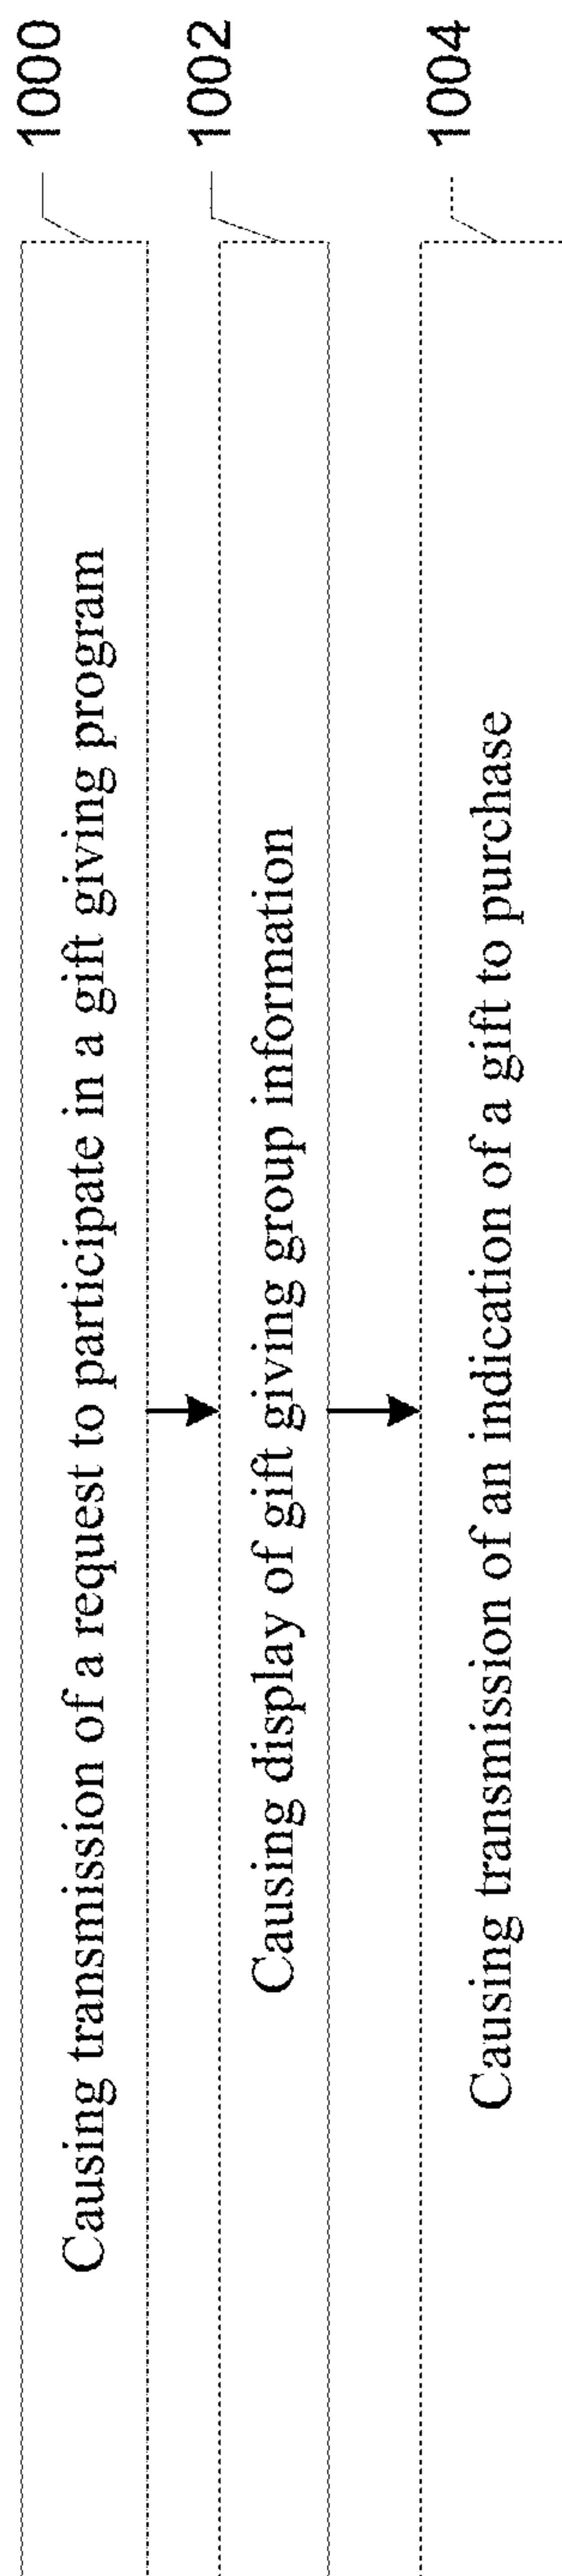 1000
Causing transmission of a request to participate in a gift giving program
1002
Causing display of gift giving group information
1004
Causing transmission of an indication of a gift to purchase